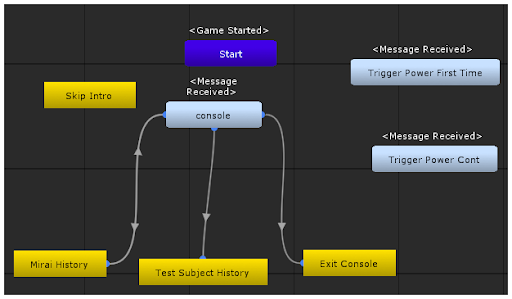 <Game Started>
Start
<Message Received>
Trigger Power First Time
<Message
Received>
Skip Intro
console
<Message Received>
Trigger Power Cont
Mirai History
Test Subject History
Exit Console